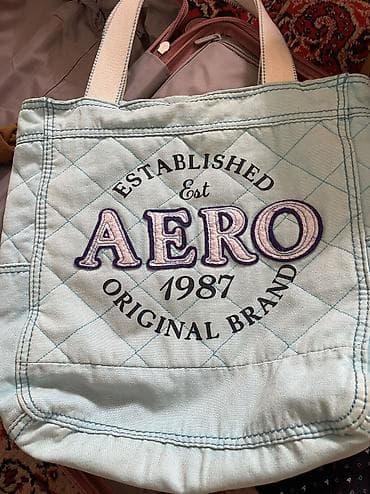 ESTABLISHED
Est
AERO
1987
ORIGINAL BRAND